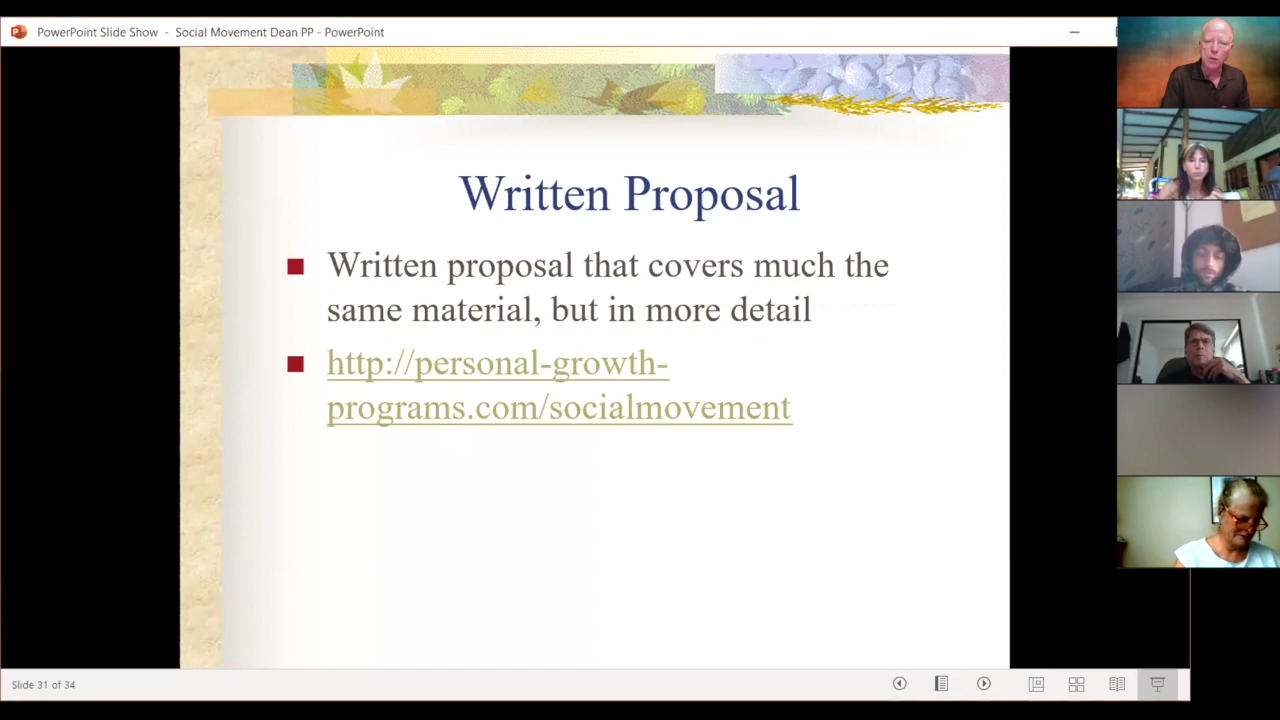 PowerPoint Slide Show - Social Movement Dean PP - PowerPoint
Written Proposal
Written proposal that covers much the
same material, but in more detail
http://personal-growth-
programs.com/socialmovement
Slide 31 of 34